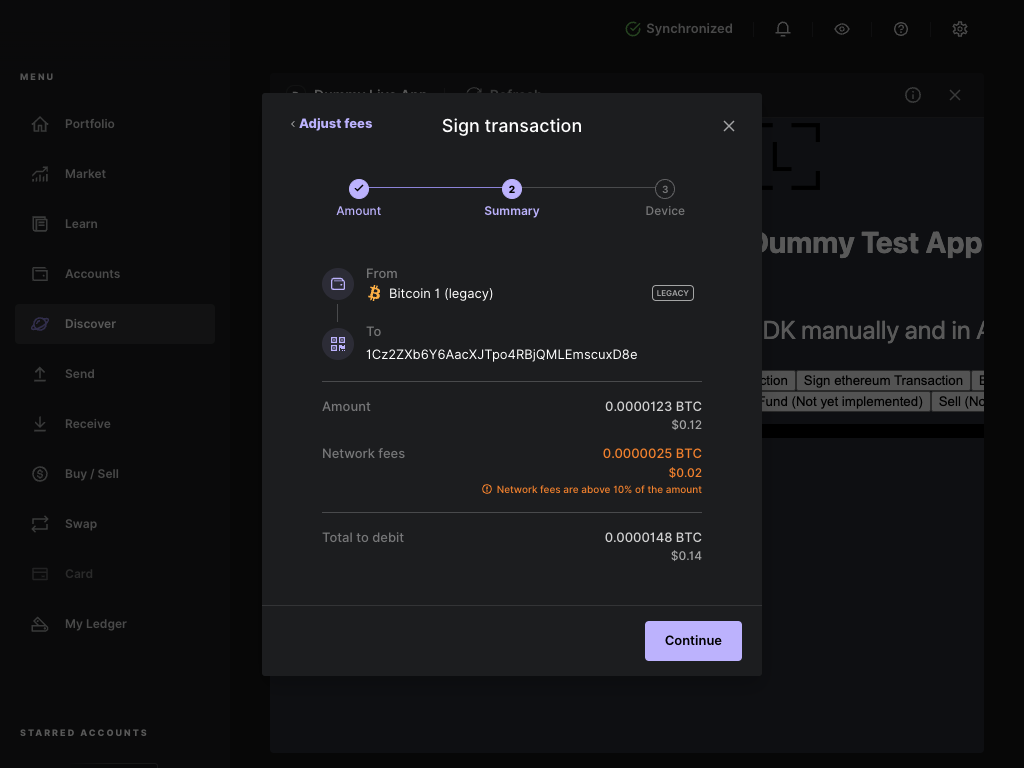 Synchronized
MENU
Portfolio
Market
Learn
Accounts
Discover
Send
Receive
Buy / Sell
Swap
Card
My Ledger
STARRED ACCOUNTS
Dummy Live App
Refresh
‹ Adjust fees
Sign transaction
Amount
2
Summary
3
Device
From
Bitcoin 1 (legacy)
LEGACY
To
1Cz2ZXb6Y6AacXJTpo4RBjQMLEmscuxD8e
Amount
0.0000123 BTC
$0.12
Network fees
0.0000025 BTC
$0.02
Network fees are above 10% of the amount
Total to debit
0.0000148 BTC
$0.14
Continue
L
Dummy Test App
DK manually and in A
ction Sign ethereum Transaction
Fund (Not yet implemented) Sell (No